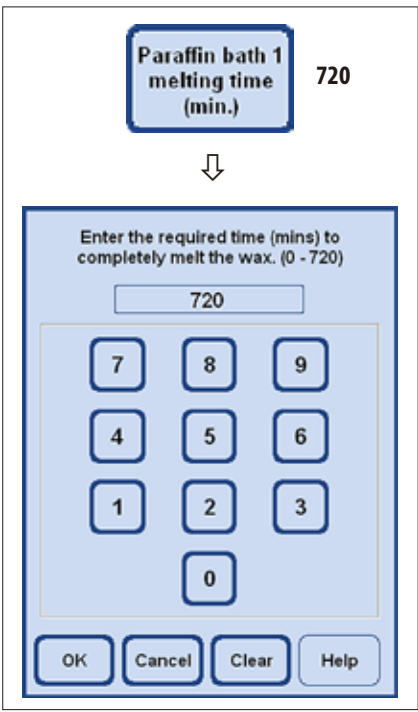 Paraffin bath 1
melting time
(min.)
720
Enter the required time (mins) to
completely melt the wax. (0 - 720)
720
7 8 9
4 5 6
1 2 3
0
OK Cancel Clear Help